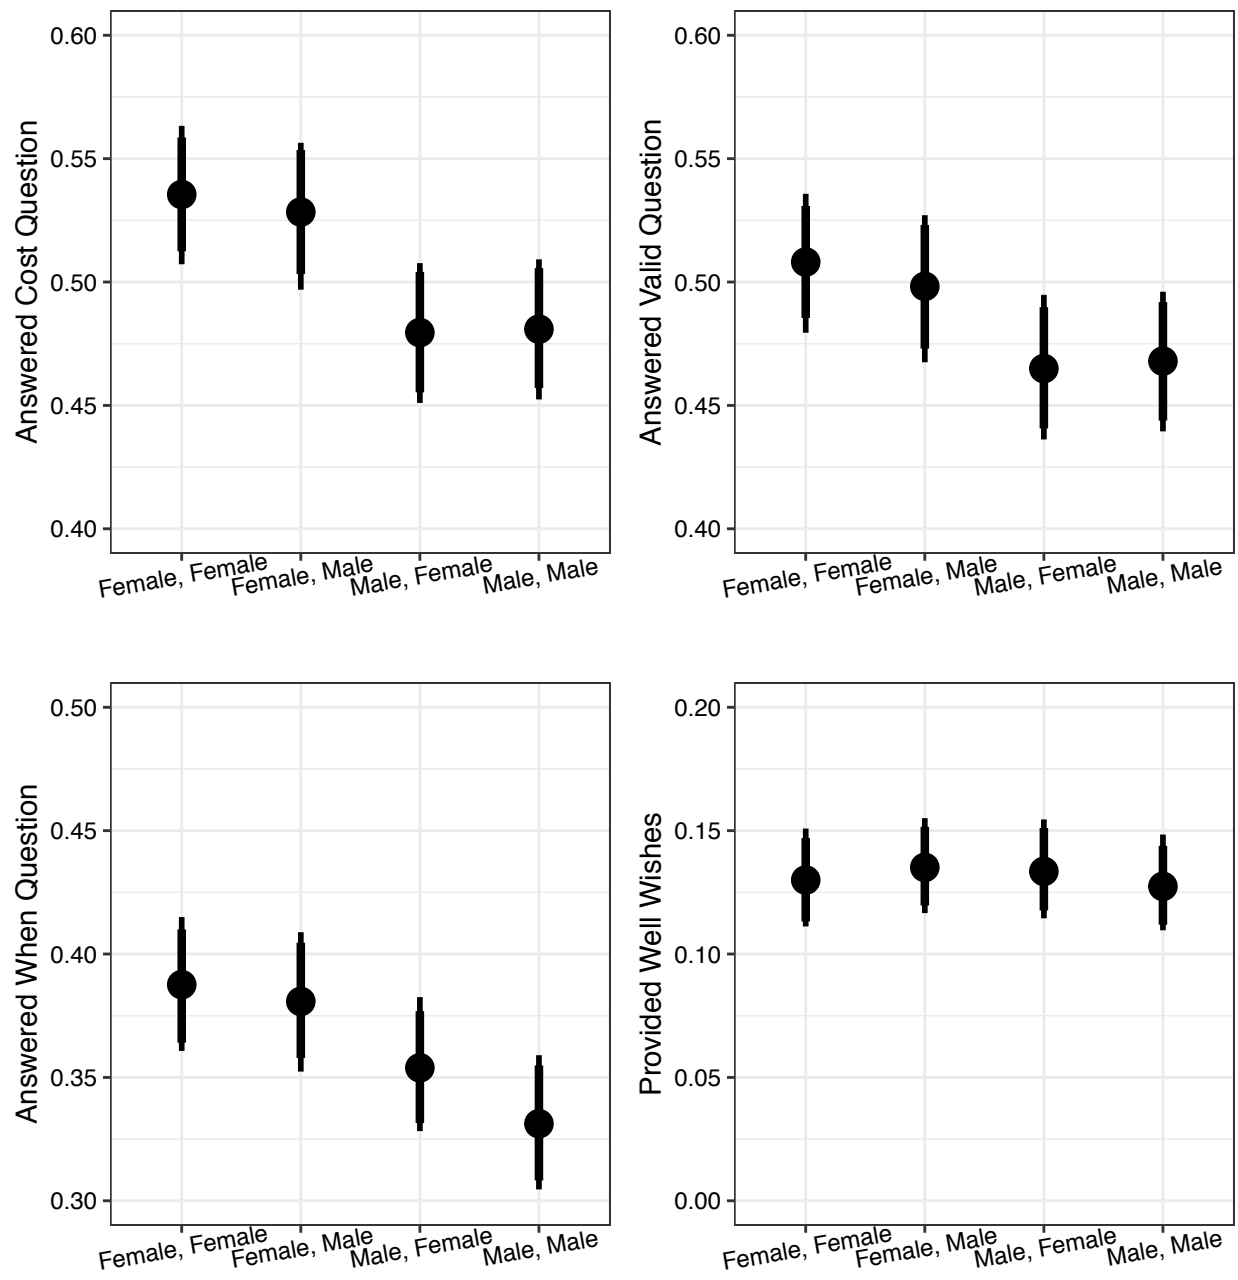 Answered Cost Question
0.60
0.55
0.50
0.45
0.40
Female, Female
Female, Male
Male, Female
Male, Male
Answered Valid Question
0.60
0.55
0.50
0.45
0.40
Female, Female
Female, Male
Male, Female
Male, Male
Answered When Question
0.50
0.45
0.40
0.35
0.30
Female, Female
Female, Male
Male, Female
Male, Male
Provided Well Wishes
0.20
0.15
0.10
0.05
0.00
Female, Female
Female, Male
Male, Female
Male, Male